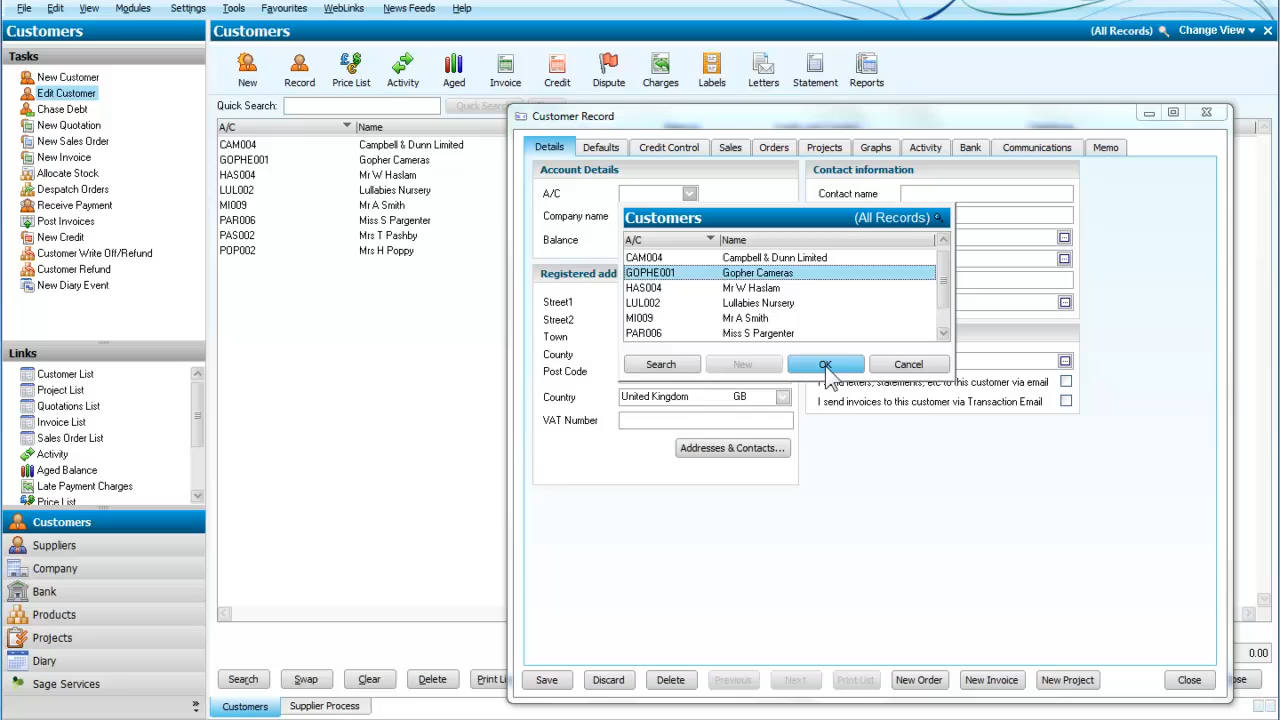 File Edit View Modules Settings Tools Favourites WebLinks News Feeds Help
Customers
Customers
(All Records) Change View
Tasks
New Customer
Edit Customer
Chase Debt
New Quotation
New Sales Order
New Invoice
Allocate Stock
Despatch Orders
Receive Payment
Post Invoices
New Credit
Customer Write Off/Refund
Customer Refund
New Diary Event
Links
Customer List
Project List
Quotations List
Invoice List
Sales Order List
Activity
Aged Balance
Late Payment Charges
Price List
Customers
Suppliers
Company
Bank
Products
Projects
Diary
Sage Services
New Record Price List Activity Aged Invoice Credit Dispute Charges Labels Letters Statement Reports
Quick Search:
A/C Name
CAM004 Campbell & Dunn Limited
GOPHE001 Gopher Cameras
HAS004 Mr W Haslam
LUL002 Lullabies Nursery
MI009 Mr A Smith
PAR006 Miss S Pargenter
PAS002 Mrs T Pashby
POP002 Mrs H Poppy
Customer Record
Details Defaults Credit Control Sales Orders Projects Graphs Activity Bank Communications Memo
Account Details
A/C
Company name
Balance
Contact information
Contact name
Customers (All Records)
A/C Name
CAM004 Campbell & Dunn Limited
GOPHE001 Gopher Cameras
HAS004 Mr W Haslam
LUL002 Lullabies Nursery
MI009 Mr A Smith
PAR006 Miss S Pargenter
Search New OK Cancel
Registered add
Street1
Street2
Town
County
Post Code
Country United Kingdom GB
VAT Number
Addresses & Contacts...
send letters, statements, etc to this customer via email
I send invoices to this customer via Transaction Email
0.00
Save Discard Delete Previous Next Print List New Order New Invoice New Project Close
Search Swap Clear Delete Print Li
Customers Supplier Process